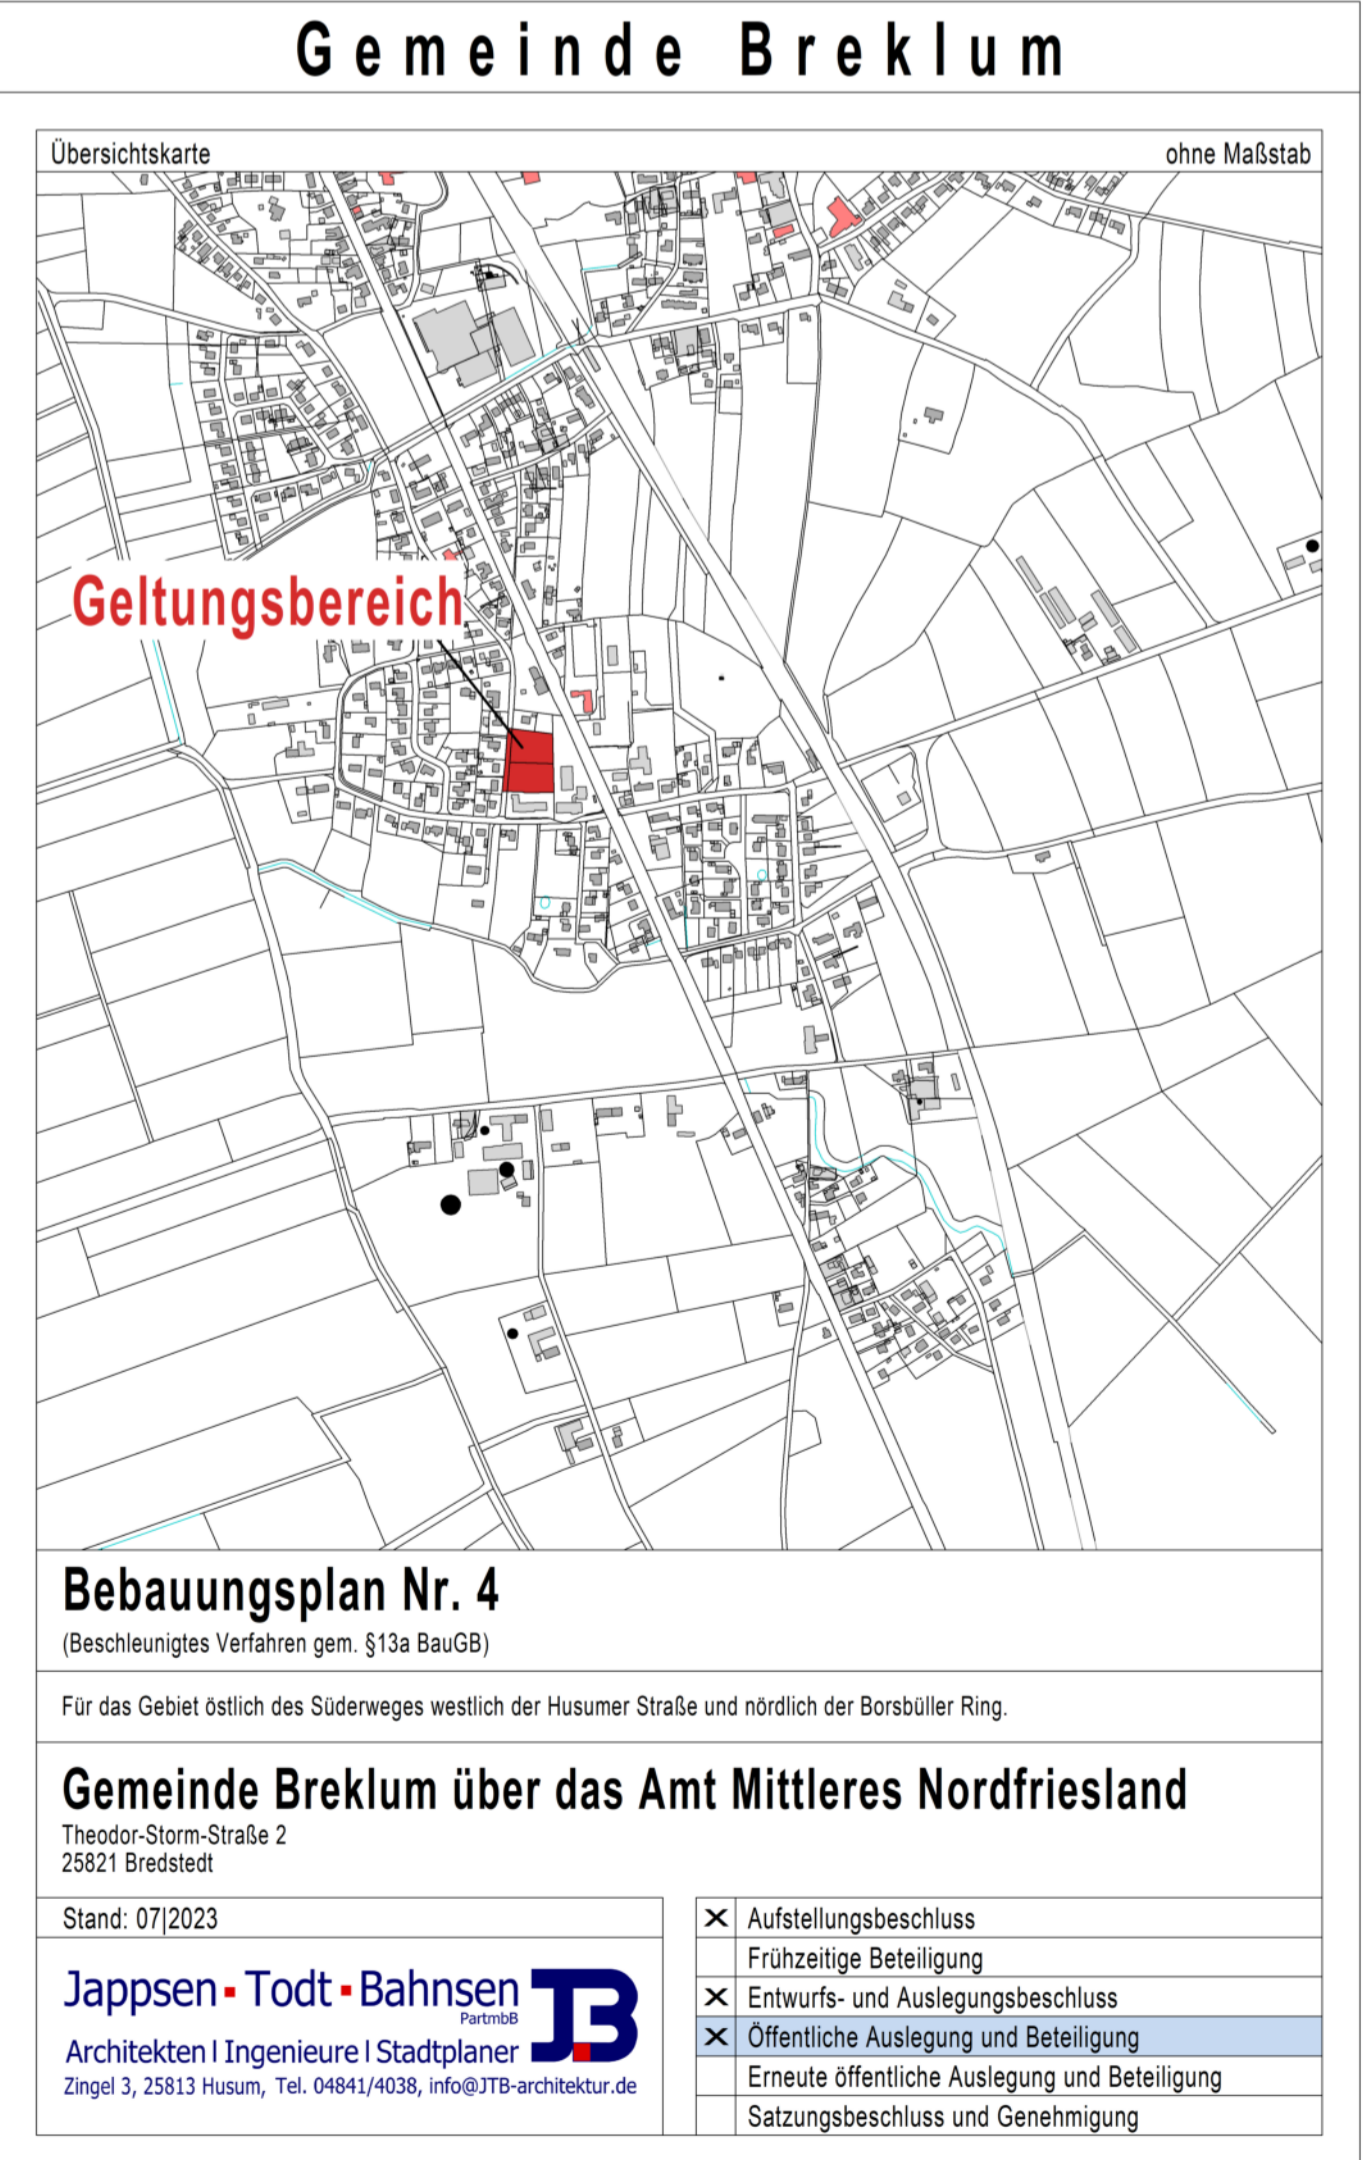 Gemeinde Breklum
Übersichtskarte
ohne Maßstab
Geltungsbereich
Bebauungsplan Nr. 4
(Beschleunigtes Verfahren gem. §13a BauGB)
Für das Gebiet östlich des Süderweges westlich der Husumer Straße und nördlich der Borsbüller Ring.
Gemeinde Breklum über das Amt Mittleres Nordfriesland
Theodor-Storm-Straße 2
25821 Bredstedt
Stand: 07|2023
Jappsen Todt Bahnsen
PartmbB
JB
Architekten | Ingenieure | Stadtplaner
Zingel 3, 25813 Husum, Tel. 04841/4038, info@JTB-architektur.de
X Aufstellungsbeschluss
Frühzeitige Beteiligung
X Entwurfs- und Auslegungsbeschluss
X Öffentliche Auslegung und Beteiligung
Erneute öffentliche Auslegung und Beteiligung
Satzungsbeschluss und Genehmigung